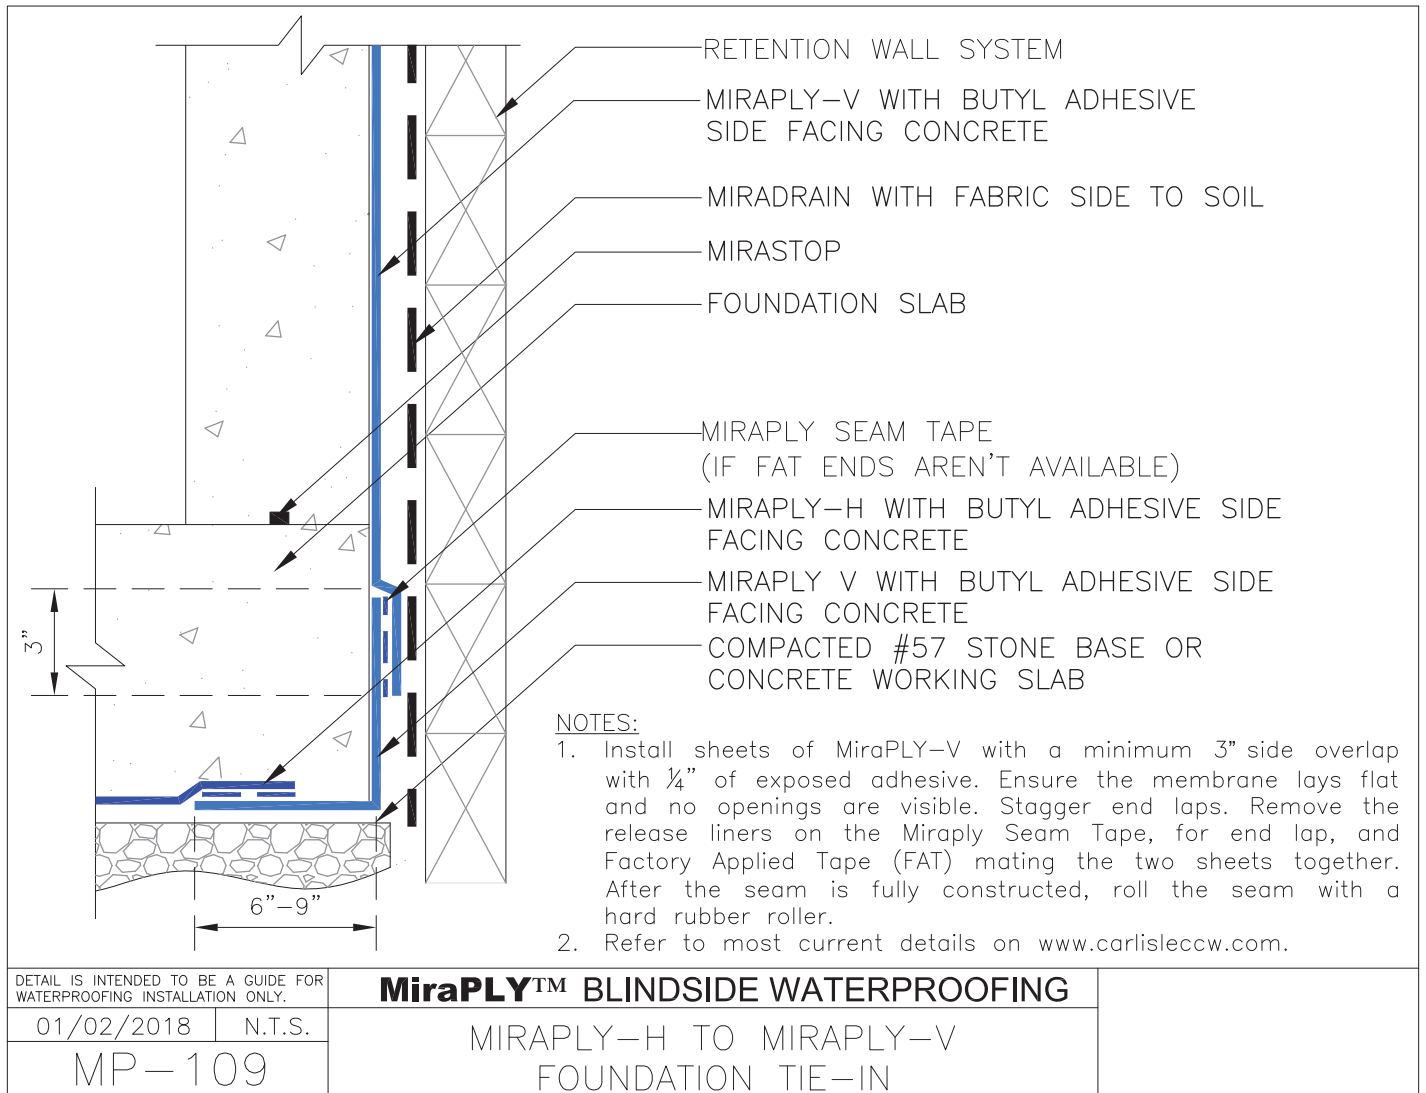 RETENTION WALL SYSTEM
MIRAPLY-V WITH BUTYL ADHESIVE
SIDE FACING CONCRETE
MIRADRAIN WITH FABRIC SIDE TO SOIL
MIRASTOP
FOUNDATION SLAB
MIRAPLY SEAM TAPE
(IF FAT ENDS AREN'T AVAILABLE)
MIRAPLY-H WITH BUTYL ADHESIVE SIDE
FACING CONCRETE
MIRAPLY V WITH BUTYL ADHESIVE SIDE
FACING CONCRETE
COMPACTED #57 STONE BASE OR
CONCRETE WORKING SLAB
3"
6"-9"
NOTES:
1. Install sheets of MiraPLY-V with a minimum 3" side overlap
with ¼" of exposed adhesive. Ensure the membrane lays flat
and no openings are visible. Stagger end laps. Remove the
release liners on the Miraply Seam Tape, for end lap, and
Factory Applied Tape (FAT) mating the two sheets together.
After the seam is fully constructed, roll the seam with a
hard rubber roller.
2. Refer to most current details on www.carlisleccw.com.
DETAIL IS INTENDED TO BE A GUIDE FOR
WATERPROOFING INSTALLATION ONLY.
01/02/2018 N.T.S.
MP-109
MiraPLY™ BLINDSIDE WATERPROOFING
MIRAPLY-H TO MIRAPLY-V
FOUNDATION TIE-IN